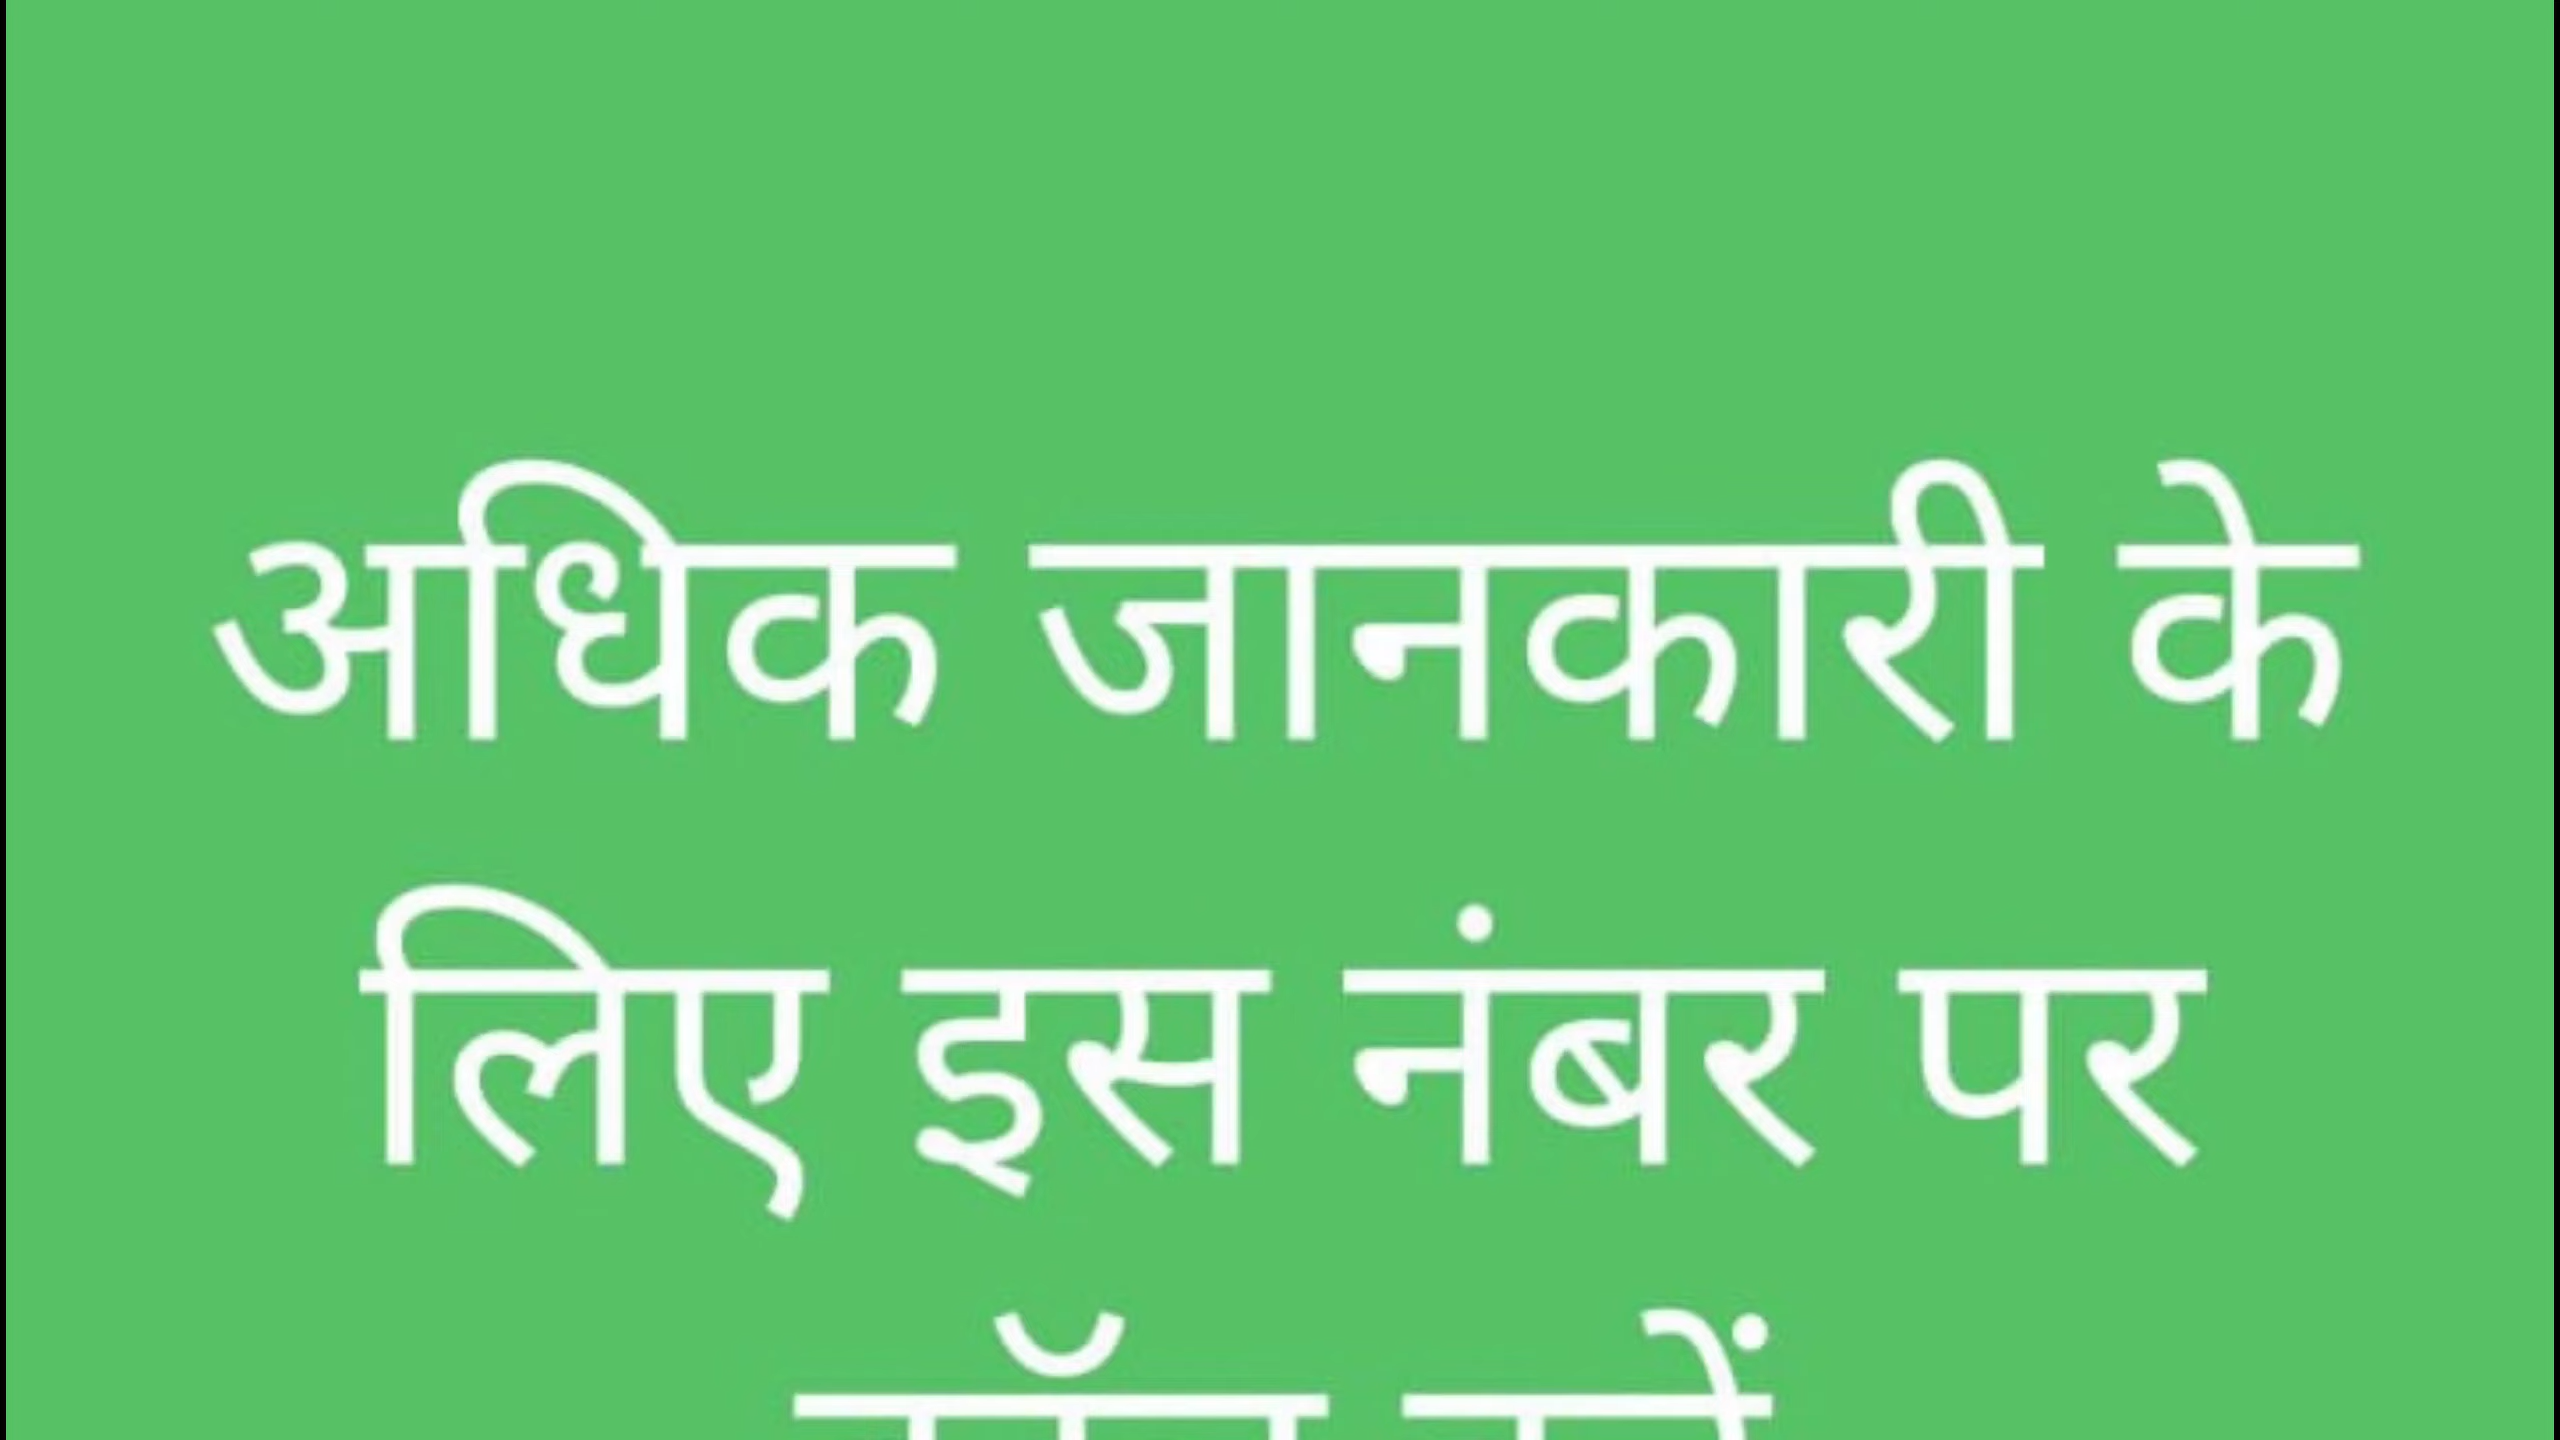 अधिक जानकारी के
लिए इस नंबर पर